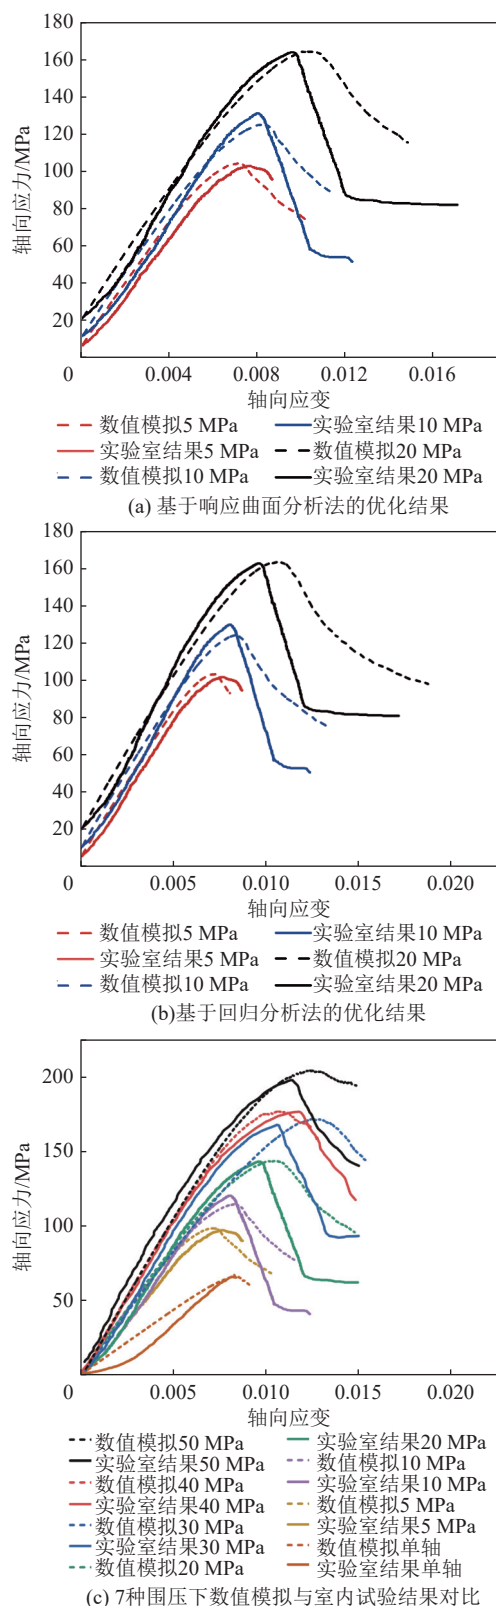 180
160
140
120
100
80
60
40
20
轴向应力/MPa
0 0.004 0.008 0.012 0.016
轴向应变
数值模拟5 MPa 实验室结果10 MPa
实验室结果5 MPa 数值模拟20 MPa
数值模拟10 MPa 实验室结果20 MPa
(a) 基于响应曲面分析法的优化结果
180
160
140
120
100
80
60
40
20
轴向应力/MPa
0 0.005 0.010 0.015 0.020
轴向应变
数值模拟5 MPa 实验室结果10 MPa
实验室结果5 MPa 数值模拟20 MPa
数值模拟10 MPa 实验室结果20 MPa
(b)基于回归分析法的优化结果
200
150
100
50
轴向应力/MPa
0 0.005 0.010 0.015 0.020
轴向应变
数值模拟50 MPa 实验室结果20 MPa
实验室结果50 MPa 数值模拟10 MPa
数值模拟40 MPa 实验室结果10 MPa
实验室结果40 MPa 数值模拟5 MPa
数值模拟30 MPa 实验室结果5 MPa
实验室结果30 MPa 数值模拟单轴
数值模拟20 MPa 实验室结果单轴
(c) 7种围压下数值模拟与室内试验结果对比